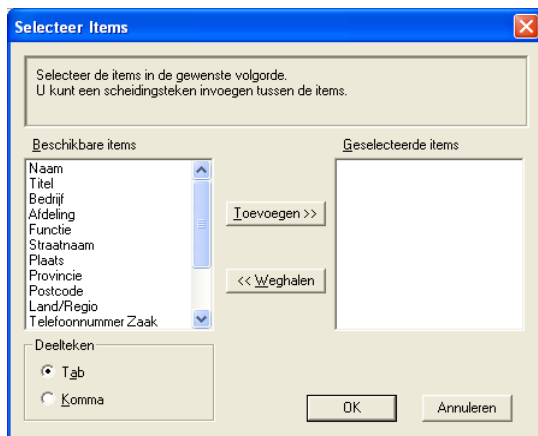 Selecteer Items
Selecteer de items in de gewenste volgorde.
U kunt een scheidingsteken invoegen tussen de items.
Beschikbare items
Geselecteerde items
Naam
Titel
Bedrijf
Afdeling
Functie
Straatnaam
Plaats
Provincie
Postcode
Land/Regio
Telefoonnummer Zaak
Toevoegen >>
<< Weghalen
Deelteken
Tab
Komma
OK
Annuleren